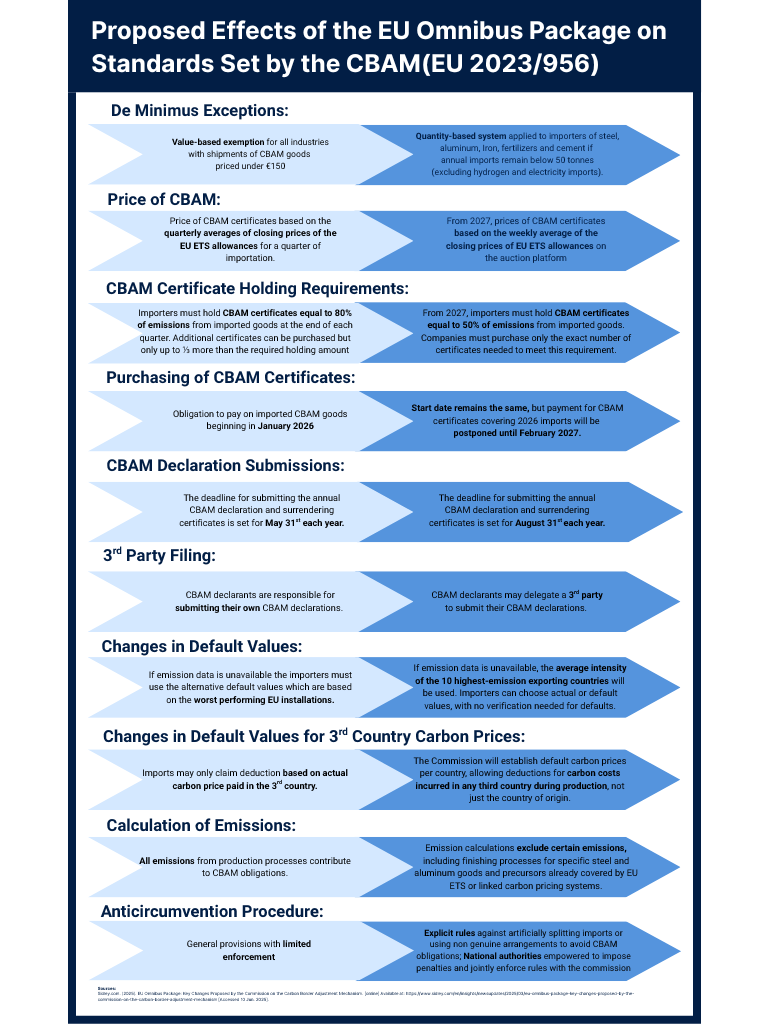 Proposed Effects of the EU Omnibus Package on
Standards Set by the CBAM(EU 2023/956)
De Minimus Exceptions:
Value-based exemption for all industries
with shipments of CBAM goods
priced under €150
Quantity-based system applied to importers of steel,
aluminum, Iron, fertilizers and cement if
annual imports remain below 50 tonnes
(excluding hydrogen and electricity imports).
Price of CBAM:
Price of CBAM certificates based on the
quarterly averages of closing prices of the
EU ETS allowances for a quarter of
importation.
From 2027, prices of CBAM certificates
based on the weekly average of the
closing prices of EU ETS allowances on
the auction platform
CBAM Certificate Holding Requirements:
Importers must hold CBAM certificates equal to 80%
of emissions from imported goods at the end of each
quarter. Additional certificates can be purchased but
only up to ⅓ more than the required holding amount
From 2027, importers must hold CBAM certificates
equal to 50% of emissions from imported goods.
Companies must purchase only the exact number of
certificates needed to meet this requirement.
Purchasing of CBAM Certificates:
Obligation to pay on imported CBAM goods
beginning in January 2026
Start date remains the same, but payment for CBAM
certificates covering 2026 imports will be
postponed until February 2027.
CBAM Declaration Submissions:
The deadline for submitting the annual
CBAM declaration and surrendering
certificates is set for May 31st each year.
The deadline for submitting the annual
CBAM declaration and surrendering
certificates is set for August 31st each year.
3rd Party Filing:
CBAM declarants are responsible for
submitting their own CBAM declarations.
CBAM declarants may delegate a 3rd party
to submit their CBAM declarations.
Changes in Default Values:
If emission data is unavailable the importers must
use the alternative default values which are based
on the worst performing EU installations.
If emission data is unavailable, the average intensity
of the 10 highest-emission exporting countries will
be used. Importers can choose actual or default
values, with no verification needed for defaults.
Changes in Default Values for 3rd Country Carbon Prices:
Imports may only claim deduction based on actual
carbon price paid in the 3rd country.
The Commission will establish default carbon prices
per country, allowing deductions for carbon costs
incurred in any third country during production, not
just the country of origin.
Calculation of Emissions:
All emissions from production processes contribute
to CBAM obligations.
Emission calculations exclude certain emissions,
including finishing processes for specific steel and
aluminum goods and precursors already covered by EU
ETS or linked carbon pricing systems.
Anticircumvention Procedure:
General provisions with limited
enforcement
Explicit rules against artificially splitting imports or
using non genuine arrangements to avoid CBAM
obligations; National authorities empowered to impose
penalties and jointly enforce rules with the commission
Sources:
Sidley.com. (2025). EU Omnibus Package: Key Changes Proposed by the Commission on the Carbon Border Adjustment Mechanism. [online] Available at: https://www.sidley.com/en/insights/newsupdates/2025/03/eu-omnibus-package-key-changes-proposed-by-the-
commission-on-the-carbon-border-adjustment-mechanism [Accessed 10 Jun. 2025].